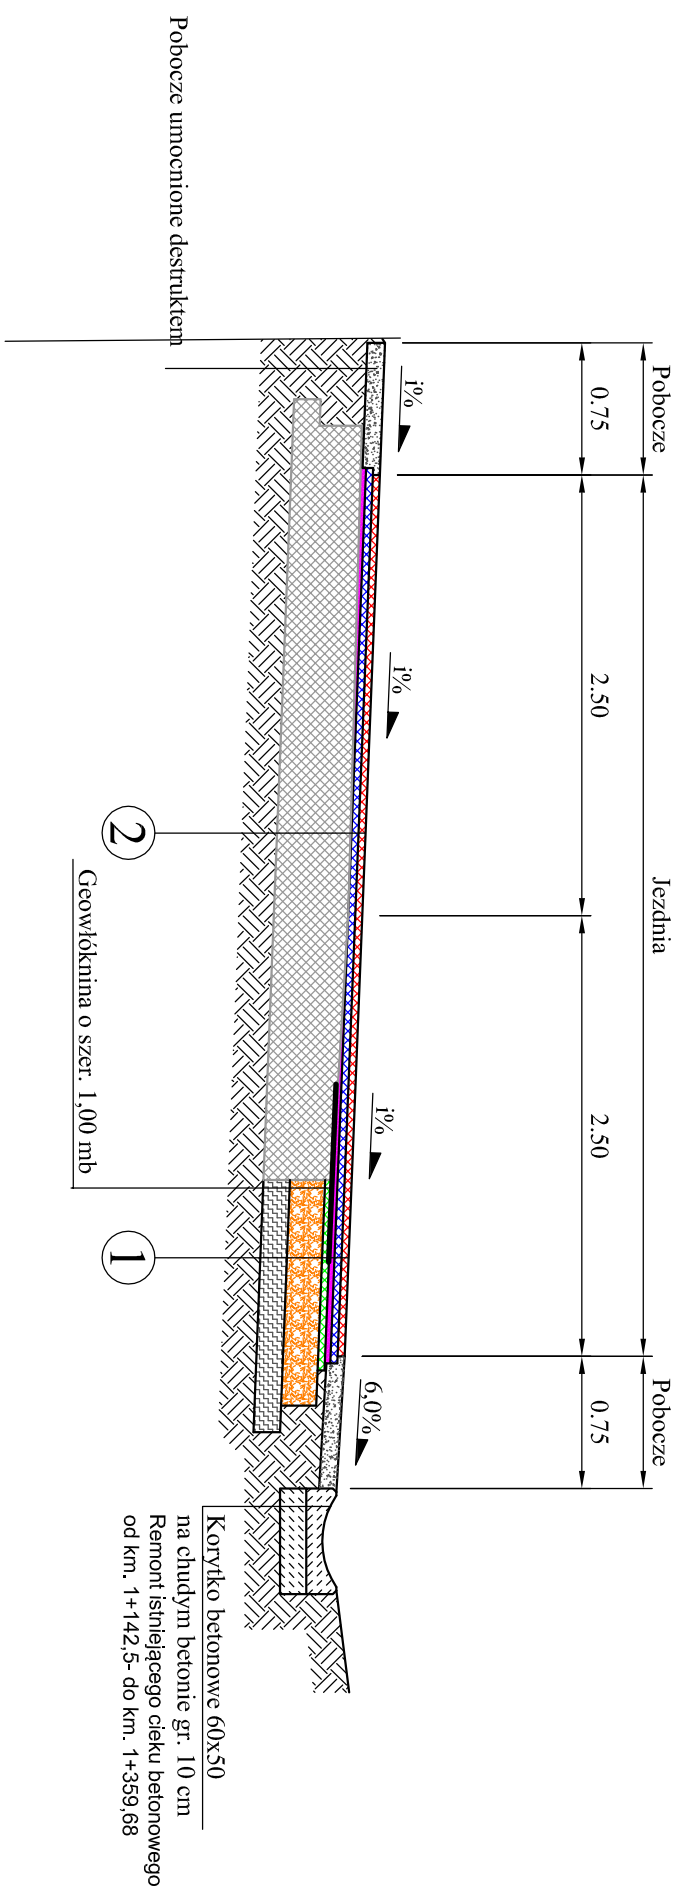 Pobocze
Jezdnia
Pobocze
0.75
2.50
2.50
0.75
i%
i%
i%
6,0%
Pobocze umocnione destruktem
2
1
Geowłóknina o szer. 1,00 mb
Korytko betonowe 60x50
na chudym betonie gr. 10 cm
Remont istniejącego cieku betonowego
od km. 1+142,5- do km. 1+359,68